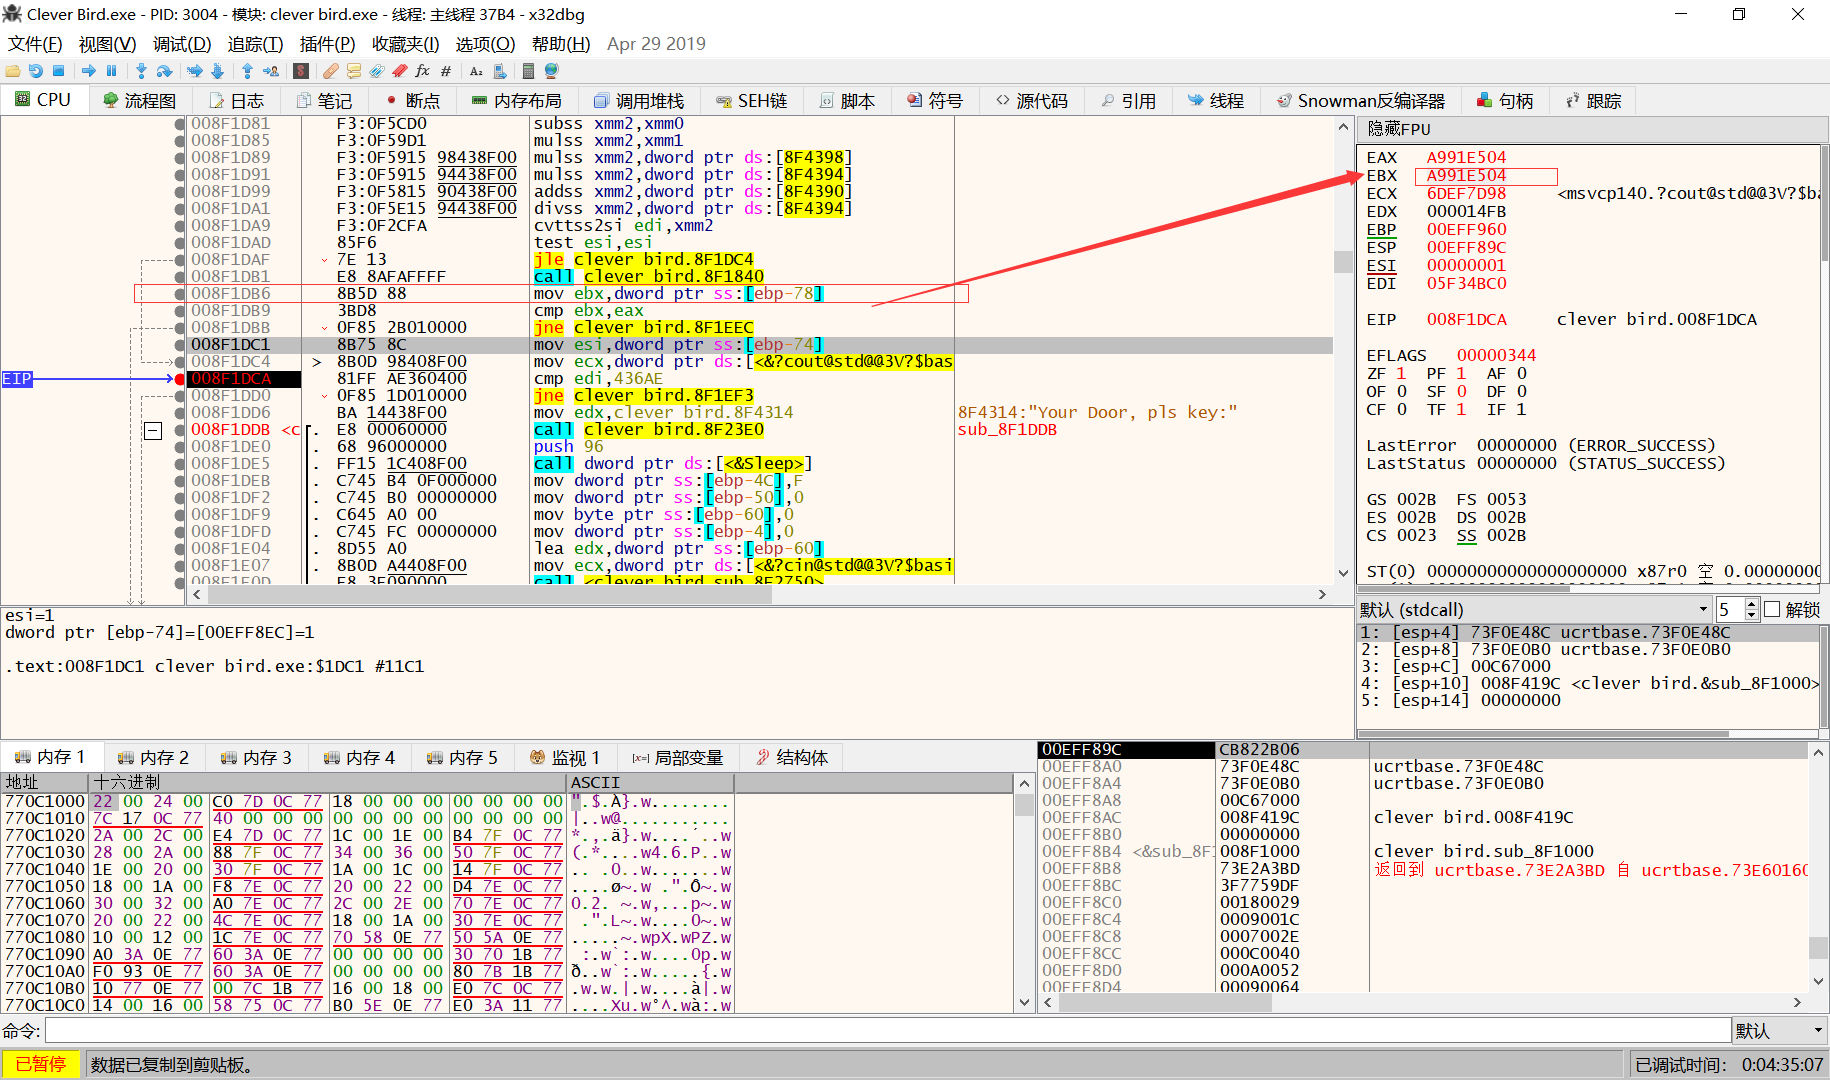 Clever Bird.exe - PID: 3004 - 模块: clever bird.exe - 线程: 主线程 37B4 - x32dbg
文件(F) 视图(V) 调试(D) 追踪(T) 插件(P) 收藏夹(I) 选项(O) 帮助(H) Apr 29 2019
CPU 流程图 日志 笔记 断点 内存布局 调用堆栈 SEH链 脚本 符号 源代码 引用 线程 Snowman反编译器 句柄 跟踪
008F1D81 F3:0F5CD0 subss xmm2,xmm0
008F1D85 F3:0F59D1 mulss xmm2,xmm1
008F1D89 F3:0F5915 98438F00 mulss xmm2,dword ptr ds:[8F4398]
008F1D91 F3:0F5915 94438F00 mulss xmm2,dword ptr ds:[8F4394]
008F1D99 F3:0F5815 90438F00 addss xmm2,dword ptr ds:[8F4390]
008F1DA1 F3:0F5E15 94438F00 divss xmm2,dword ptr ds:[8F4394]
008F1DA9 F3:0F2CFA cvttss2si edi,xmm2
008F1DAD 85F6 test esi,esi
008F1DAF 7E 13 jle clever bird.8F1DC4
008F1DB1 E8 8AFAFFFF call clever bird.8F1840
008F1DB6 8B5D 88 mov ebx,dword ptr ss:[ebp-78]
008F1DB9 3BD8 cmp ebx,eax
008F1DBB 0F85 2B010000 jne clever bird.8F1EEC
008F1DC1 8B75 8C mov esi,dword ptr ss:[ebp-74]
008F1DC4 > 8B0D 98408F00 mov ecx,dword ptr ds:[<&?cout@std@@3V?$bas
EIP 008F1DCA 81FF AE360400 cmp edi,436AE
008F1DD0 0F85 1D010000 jne clever bird.8F1EF3
008F1DD6 BA 14438F00 mov edx,clever bird.8F4314 8F4314:"Your Door, pls key:"
008F1DDB <c . E8 00060000 call clever bird.8F23E0 sub_8F1DDB
008F1DE0 . 68 96000000 push 96
008F1DE5 . FF15 1C408F00 call dword ptr ds:[<&Sleep>]
008F1DEB . C745 B4 0F000000 mov dword ptr ss:[ebp-4C],F
008F1DF2 . C745 B0 00000000 mov dword ptr ss:[ebp-50],0
008F1DF9 . C645 A0 00 mov byte ptr ss:[ebp-60],0
008F1DFD . C745 FC 00000000 mov dword ptr ss:[ebp-4],0
008F1E04 . 8D55 A0 lea edx,dword ptr ss:[ebp-60]
008F1E07 . 8B0D A4408F00 mov ecx,dword ptr ds:[<&?cin@std@@3V?$basi
008F1E0D . E8 3E090000 call <clever bird.sub_8F2750>
隐藏FPU
EAX A991E504
EBX A991E504
ECX 6DEF7D98 <msvcp140.?cout@std@@3V?$ba
EDX 000014FB
EBP 00EFF960
ESP 00EFF89C
ESI 00000001
EDI 05F34BC0
EIP 008F1DCA clever bird.008F1DCA
EFLAGS 00000344
ZF 1 PF 1 AF 0
OF 0 SF 0 DF 0
CF 0 TF 1 IF 1
LastError 00000000 (ERROR_SUCCESS)
LastStatus 00000000 (STATUS_SUCCESS)
GS 002B FS 0053
ES 002B DS 002B
CS 0023 SS 002B
ST(0) 00000000000000000000 x87r0 空 0.00000000
esi=1
dword ptr [ebp-74]=[00EFF8EC]=1
.text:008F1DC1 clever bird.exe:$1DC1 #11C1
默认 (stdcall) 5 解锁
1: [esp+4] 73F0E48C ucrtbase.73F0E48C
2: [esp+8] 73F0E0B0 ucrtbase.73F0E0B0
3: [esp+C] 00C67000
4: [esp+10] 008F419C <clever bird.&sub_8F1000>
5: [esp+14] 00000000
内存 1 内存 2 内存 3 内存 4 内存 5 监视 1 局部变量 结构体
地址 十六进制 ASCII
770C1000 22 00 24 00 C0 7D 0C 77 18 00 00 00 00 00 00 00 ".$.À}.w........
770C1010 7C 17 0C 77 40 00 00 00 00 00 00 00 00 00 00 00 |..w@...........
770C1020 2A 00 2C 00 E4 7D 0C 77 1C 00 1E 00 B4 7F 0C 77 *.,.ä}.w....´..w
770C1030 28 00 2A 00 88 7F 0C 77 34 00 36 00 50 7F 0C 77 (.*....w4.6.P..w
770C1040 1E 00 20 00 30 7F 0C 77 1A 00 1C 00 14 7F 0C 77 .. .0..w.......w
770C1050 18 00 1A 00 F8 7E 0C 77 20 00 22 00 D4 7E 0C 77 ....ø~.w .".Ô~.w
770C1060 30 00 32 00 A0 7E 0C 77 2C 00 2E 00 70 7E 0C 77 0.2. ~.w,...p~.w
770C1070 20 00 22 00 4C 7E 0C 77 18 00 1A 00 30 7E 0C 77 .".L~.w....0~.w
770C1080 10 00 12 00 1C 7E 0C 77 70 58 0E 77 50 5A 0E 77 .....~.wpX.wPZ.w
770C1090 A0 3A 0E 77 60 3A 0E 77 00 00 00 00 30 70 1B 77 :.w`:.w....0p.w
770C10A0 F0 93 0E 77 60 3A 0E 77 00 00 00 00 80 7B 1B 77 ð..w`:.w.....{.w
770C10B0 10 77 0E 77 00 7C 1B 77 16 00 18 00 E0 7C 0C 77 .w.w.|.w....à|.w
770C10C0 14 00 16 00 58 75 0C 77 B0 5E 0E 77 E0 3A 11 77 ....Xu.w°^.wà:.w
00EFF89C CB822B06
00EFF8A0 73F0E48C ucrtbase.73F0E48C
00EFF8A4 73F0E0B0 ucrtbase.73F0E0B0
00EFF8A8 00C67000
00EFF8AC 008F419C clever bird.008F419C
00EFF8B0 00000000
00EFF8B4 <&sub_8F1 008F1000 clever bird.sub_8F1000
00EFF8B8 73E2A3BD 返回到 ucrtbase.73E2A3BD 自 ucrtbase.73E60160
00EFF8BC 3F7759DF
00EFF8C0 00180029
00EFF8C4 0009001C
00EFF8C8 0007002E
00EFF8CC 000C0040
00EFF8D0 000A0052
00EFF8D4 00090064
命令: 默认
已暂停 数据已复制到剪贴板。 已调试时间: 0:04:35:07